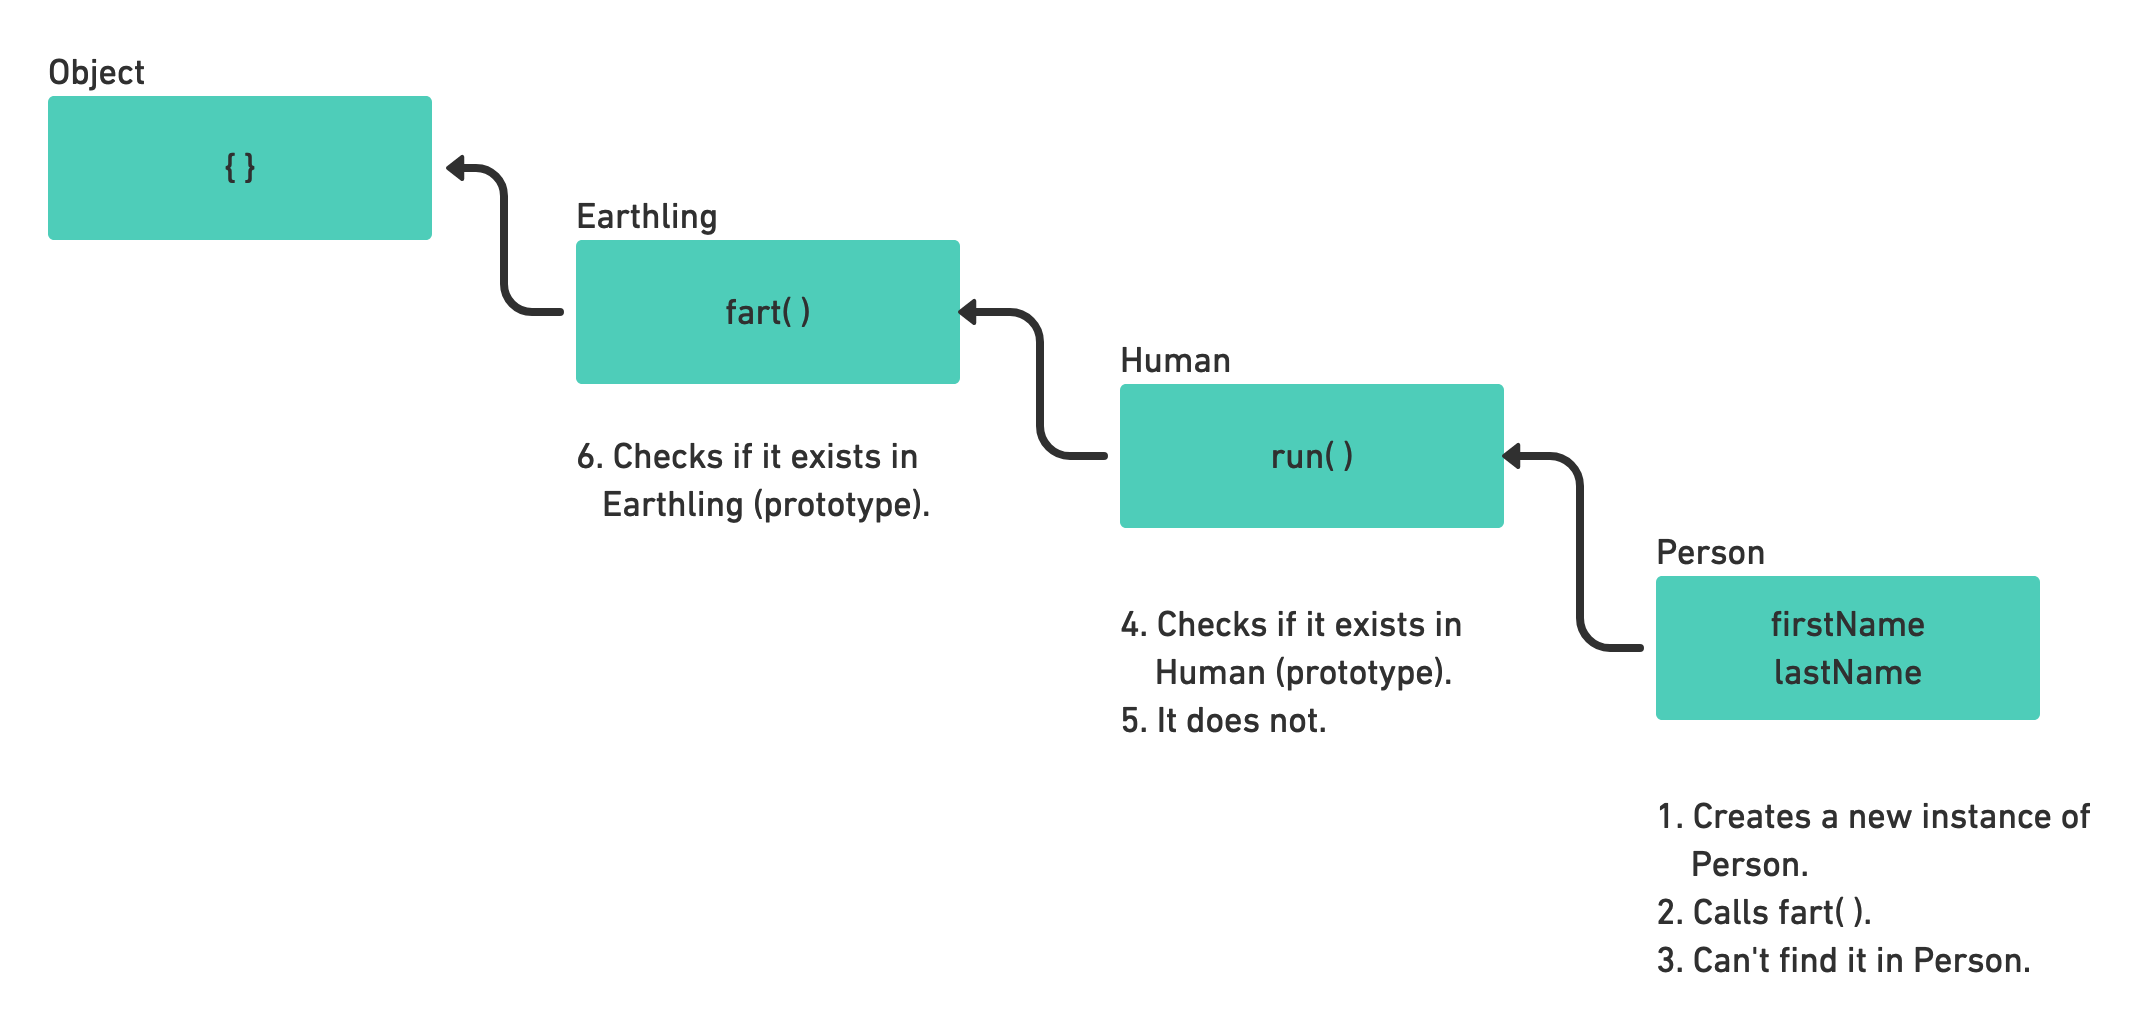 Object
{ }
Earthling
fart( )
6. Checks if it exists in
Earthling (prototype).
Human
run( )
4. Checks if it exists in
Human (prototype).
5. It does not.
Person
firstName
lastName
1. Creates a new instance of
Person.
2. Calls fart( ).
3. Can't find it in Person.